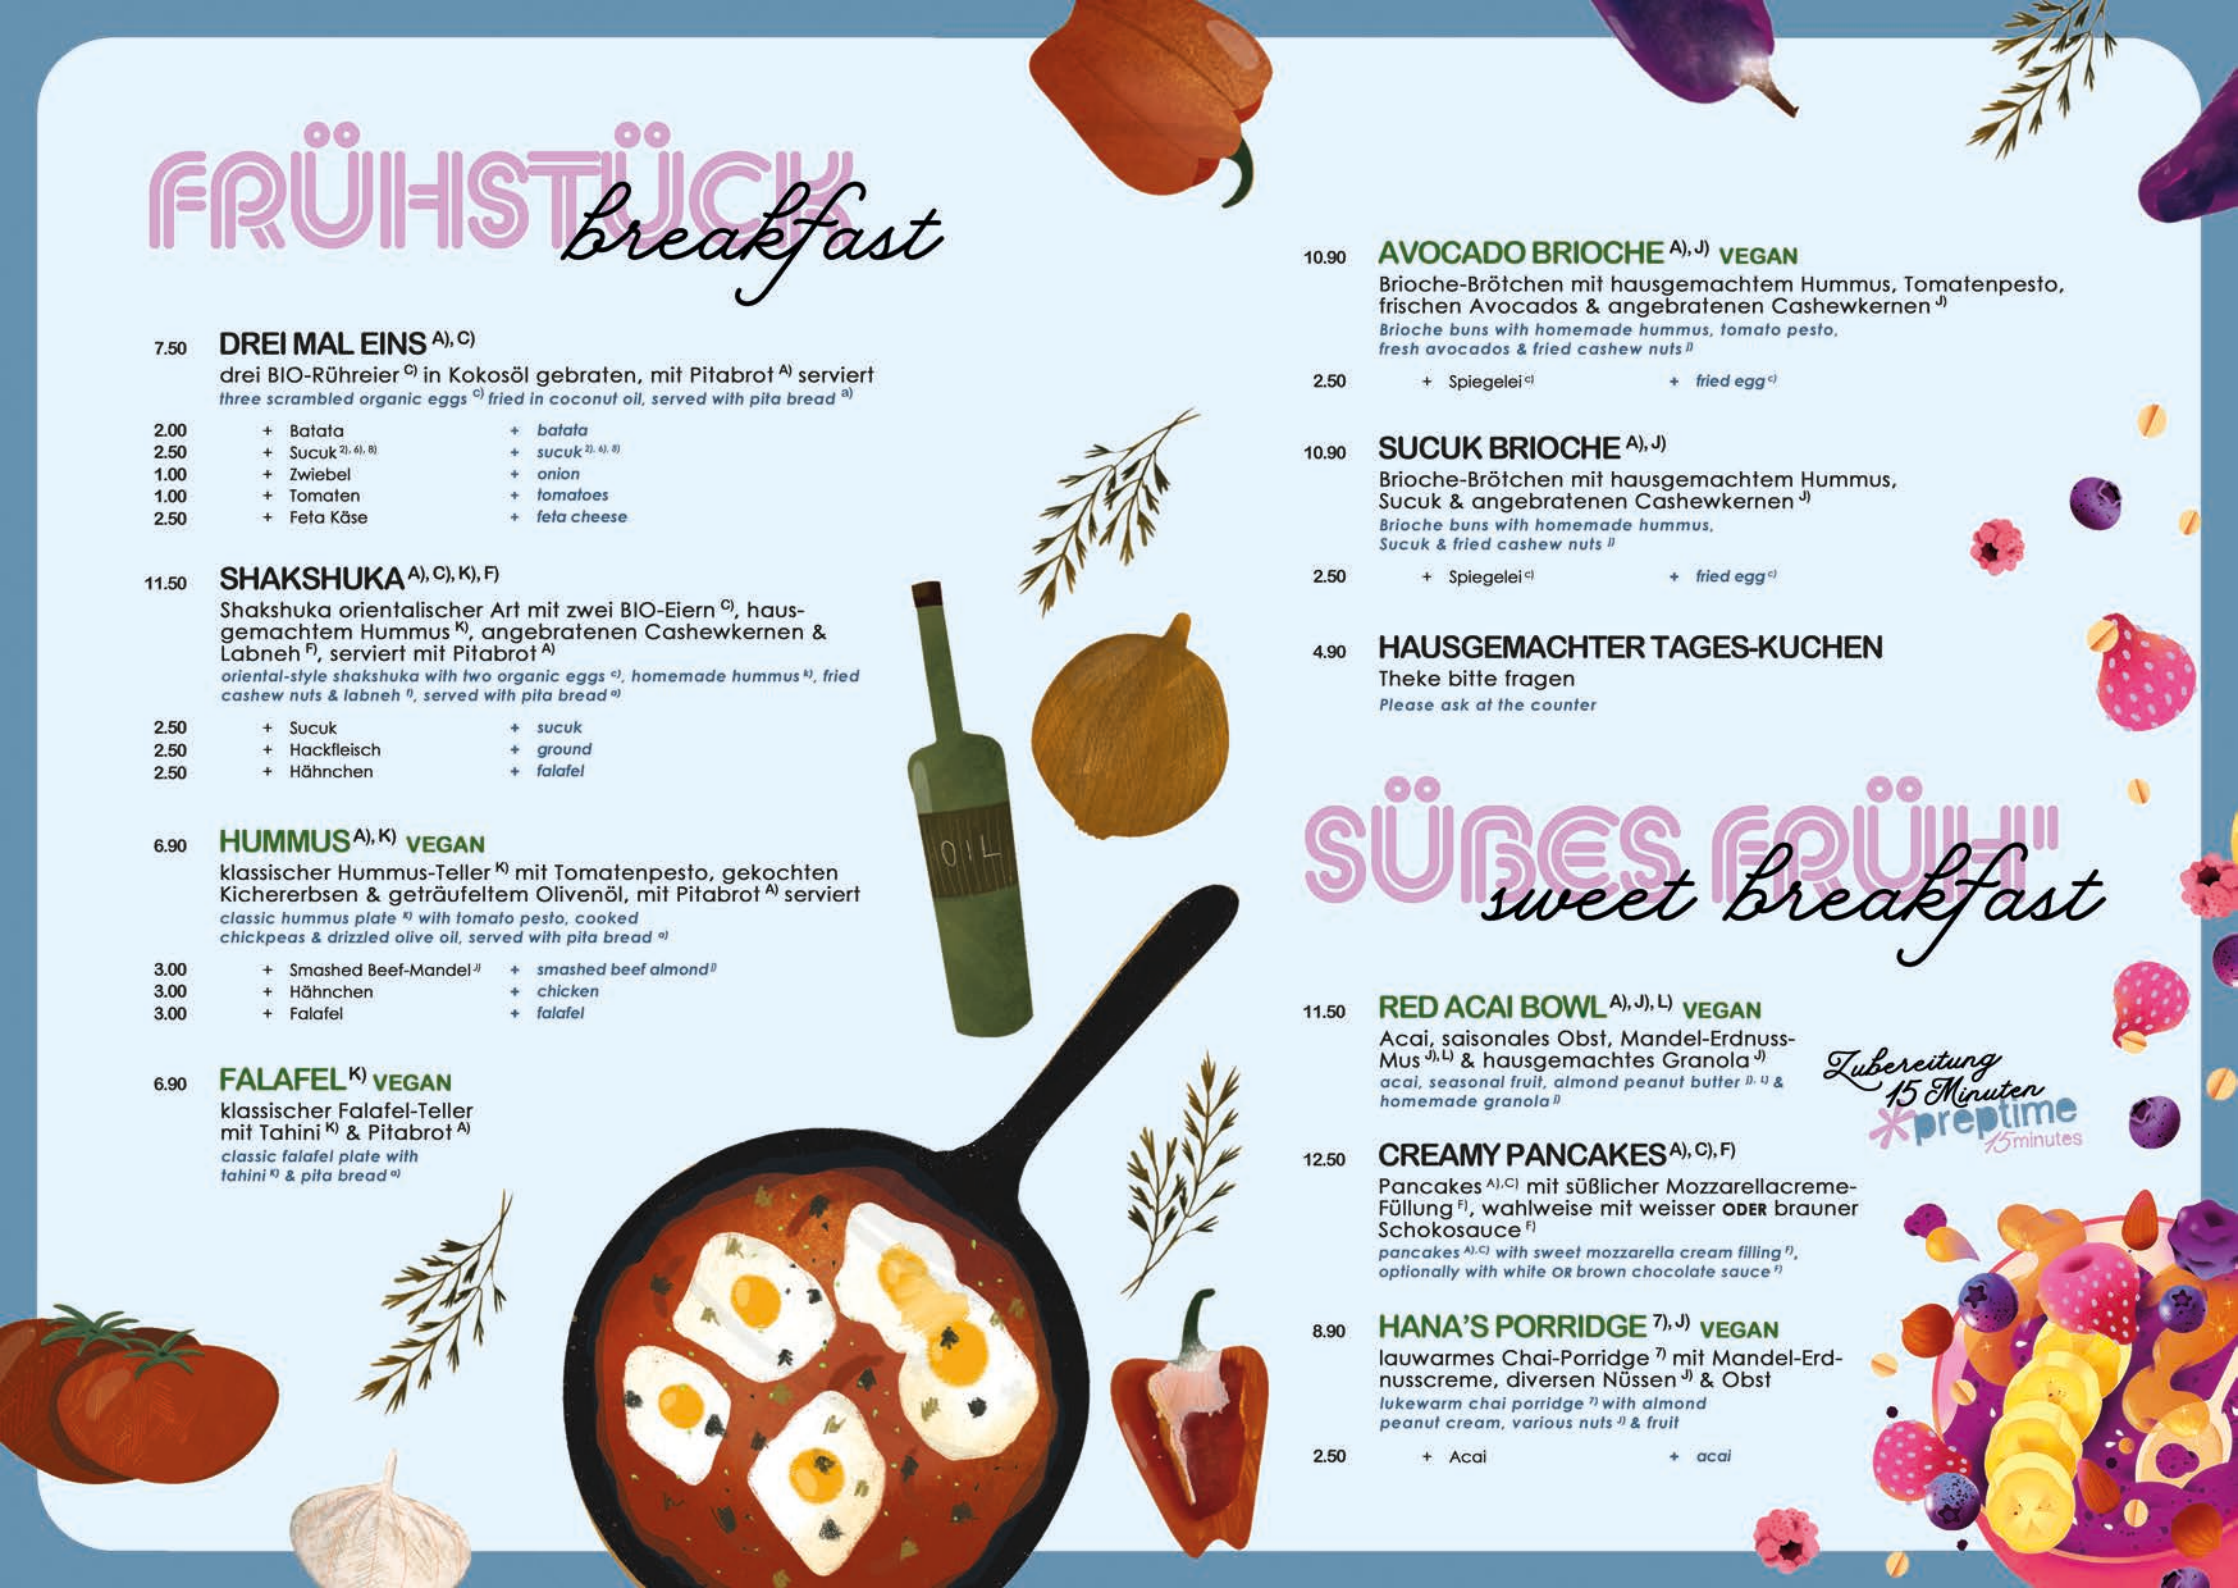 FRÜHSTÜCK
breakfast
7.50 DREI MAL EINS A), C)
drei BIO-Rühreier C) in Kokosöl gebraten, mit Pitabrot A) serviert
three scrambled organic eggs C) fried in coconut oil, served with pita bread a)
2.00 + Batata + batata
2.50 + Sucuk 2), 6), 8) + sucuk 2), 6), 8)
1.00 + Zwiebel + onion
1.00 + Tomaten + tomatoes
2.50 + Feta Käse + feta cheese
11.50 SHAKSHUKA A), C), K), F)
Shakshuka orientalischer Art mit zwei BIO-Eiern C), haus-
gemachtem Hummus K), angebratenen Cashewkernen &
Labneh F), serviert mit Pitabrot A)
oriental-style shakshuka with two organic eggs c), homemade hummus k), fried
cashew nuts & labneh f), served with pita bread a)
2.50 + Sucuk + sucuk
2.50 + Hackfleisch + ground
2.50 + Hähnchen + falafel
6.90 HUMMUS A), K) VEGAN
klassischer Hummus-Teller K) mit Tomatenpesto, gekochten
Kichererbsen & geträufeltem Olivenöl, mit Pitabrot A) serviert
classic hummus plate K) with tomato pesto, cooked
chickpeas & drizzled olive oil, served with pita bread a)
3.00 + Smashed Beef-Mandel J) + smashed beef almond J)
3.00 + Hähnchen + chicken
3.00 + Falafel + falafel
6.90 FALAFEL K) VEGAN
klassischer Falafel-Teller
mit Tahini K) & Pitabrot A)
classic falafel plate with
tahini K) & pita bread a)
OIL
10.90 AVOCADO BRIOCHE A), J) VEGAN
Brioche-Brötchen mit hausgemachtem Hummus, Tomatenpesto,
frischen Avocados & angebratenen Cashewkernen J)
Brioche buns with homemade hummus, tomato pesto,
fresh avocados & fried cashew nuts J)
2.50 + Spiegelei c) + fried egg c)
10.90 SUCUK BRIOCHE A), J)
Brioche-Brötchen mit hausgemachtem Hummus,
Sucuk & angebratenen Cashewkernen J)
Brioche buns with homemade hummus,
Sucuk & fried cashew nuts J)
2.50 + Spiegelei c) + fried egg c)
4.90 HAUSGEMACHTER TAGES-KUCHEN
Theke bitte fragen
Please ask at the counter
SÜßES FRÜH"
sweet breakfast
11.50 RED ACAI BOWL A), J), L) VEGAN
Acai, saisonales Obst, Mandel-Erdnuss-
Mus J), L) & hausgemachtes Granola J)
acai, seasonal fruit, almond peanut butter J), L) &
homemade granola J)
Zubereitung
15 Minuten
*preptime
15minutes
12.50 CREAMY PANCAKES A), C), F)
Pancakes A),C) mit süßlicher Mozzarellacreme-
Füllung F), wahlweise mit weisser ODER brauner
Schokosauce F)
pancakes A),C) with sweet mozzarella cream filling F),
optionally with white OR brown chocolate sauce F)
8.90 HANA'S PORRIDGE 7), J) VEGAN
lauwarmes Chai-Porridge 7) mit Mandel-Erd-
nusscreme, diversen Nüssen J) & Obst
lukewarm chai porridge 7) with almond
peanut cream, various nuts J) & fruit
2.50 + Acai + acai